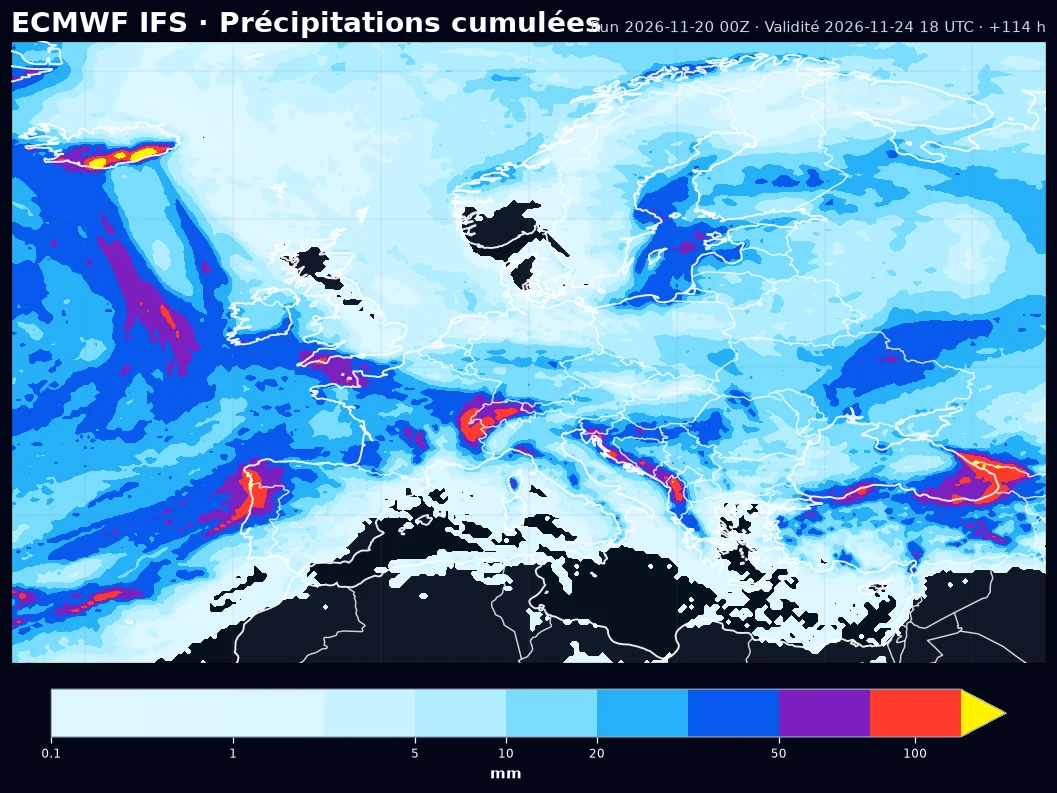 ECMWF IFS · Précipitations cumulées
Run 2026-11-20 00Z · Validité 2026-11-24 18 UTC · +114 h
0.1 1 5 10 20 50 100
mm